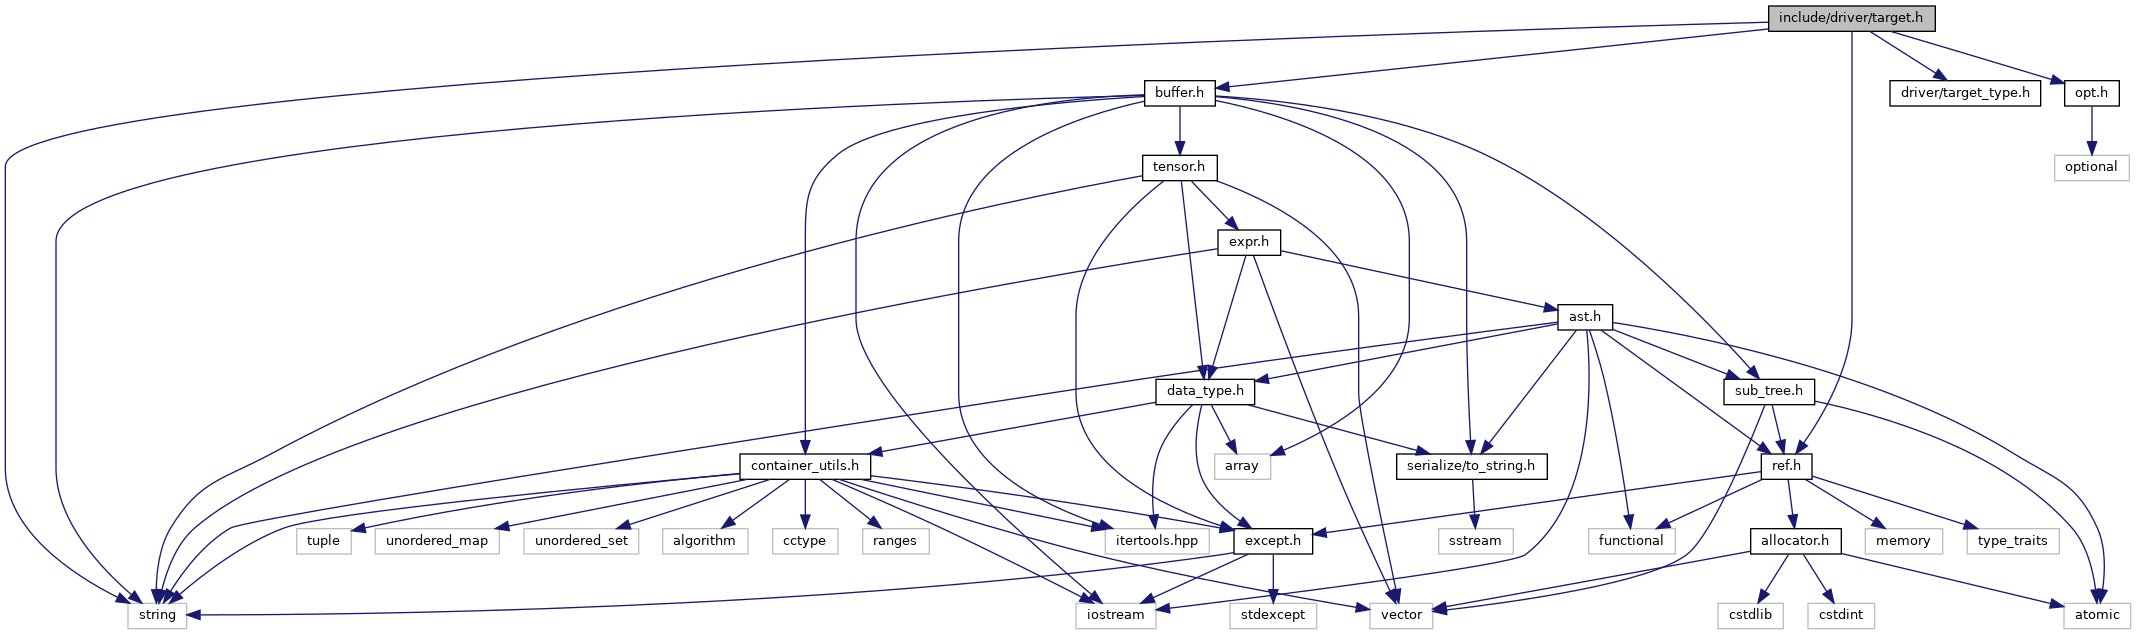 include/driver/target.h
buffer.h
driver/target_type.h
opt.h
tensor.h
optional
expr.h
ast.h
data_type.h
sub_tree.h
container_utils.h
array
serialize/to_string.h
ref.h
tuple
unordered_map
unordered_set
algorithm
cctype
ranges
itertools.hpp
except.h
sstream
functional
allocator.h
memory
type_traits
string
iostream
stdexcept
vector
cstdlib
cstdint
atomic